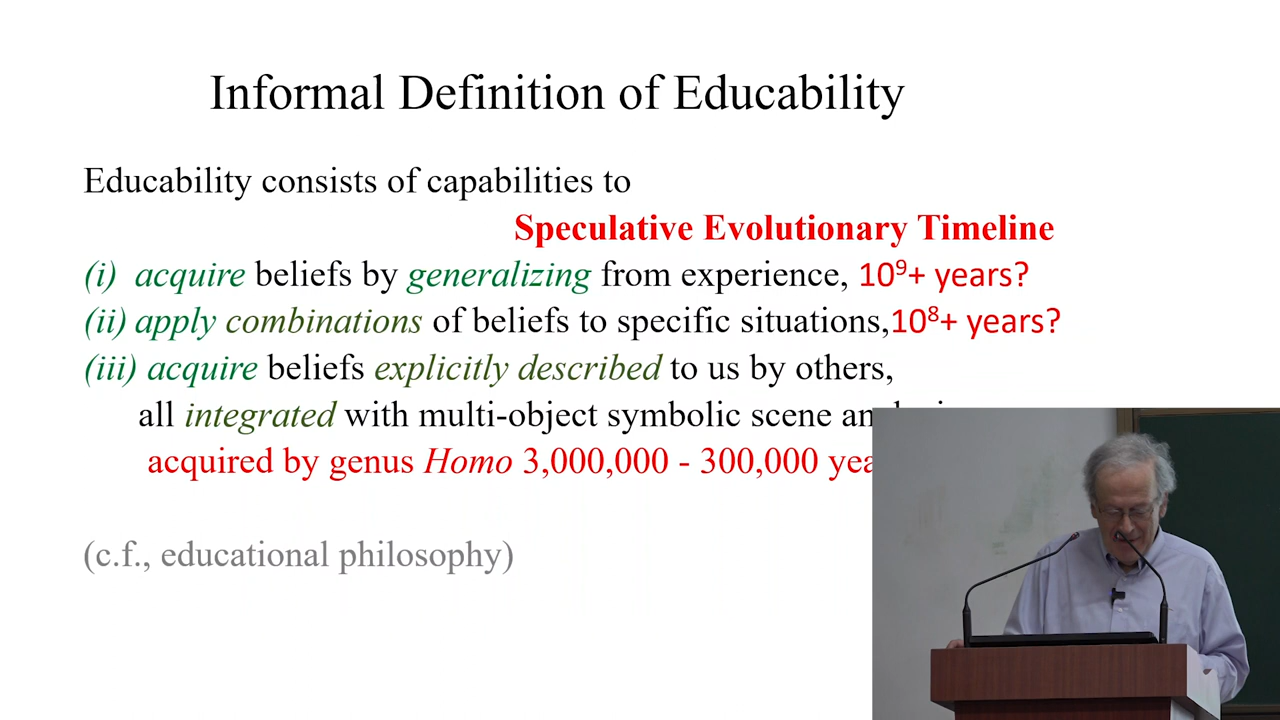 Informal Definition of Educability
Educability consists of capabilities to
Speculative Evolutionary Timeline
(i) acquire beliefs by generalizing from experience, 10⁹+ years?
(ii) apply combinations of beliefs to specific situations,10⁸+ years?
(iii) acquire beliefs explicitly described to us by others,
all integrated with multi-object symbolic scene
acquired by genus Homo 3,000,000 - 300,000
(c.f., educational philosophy)